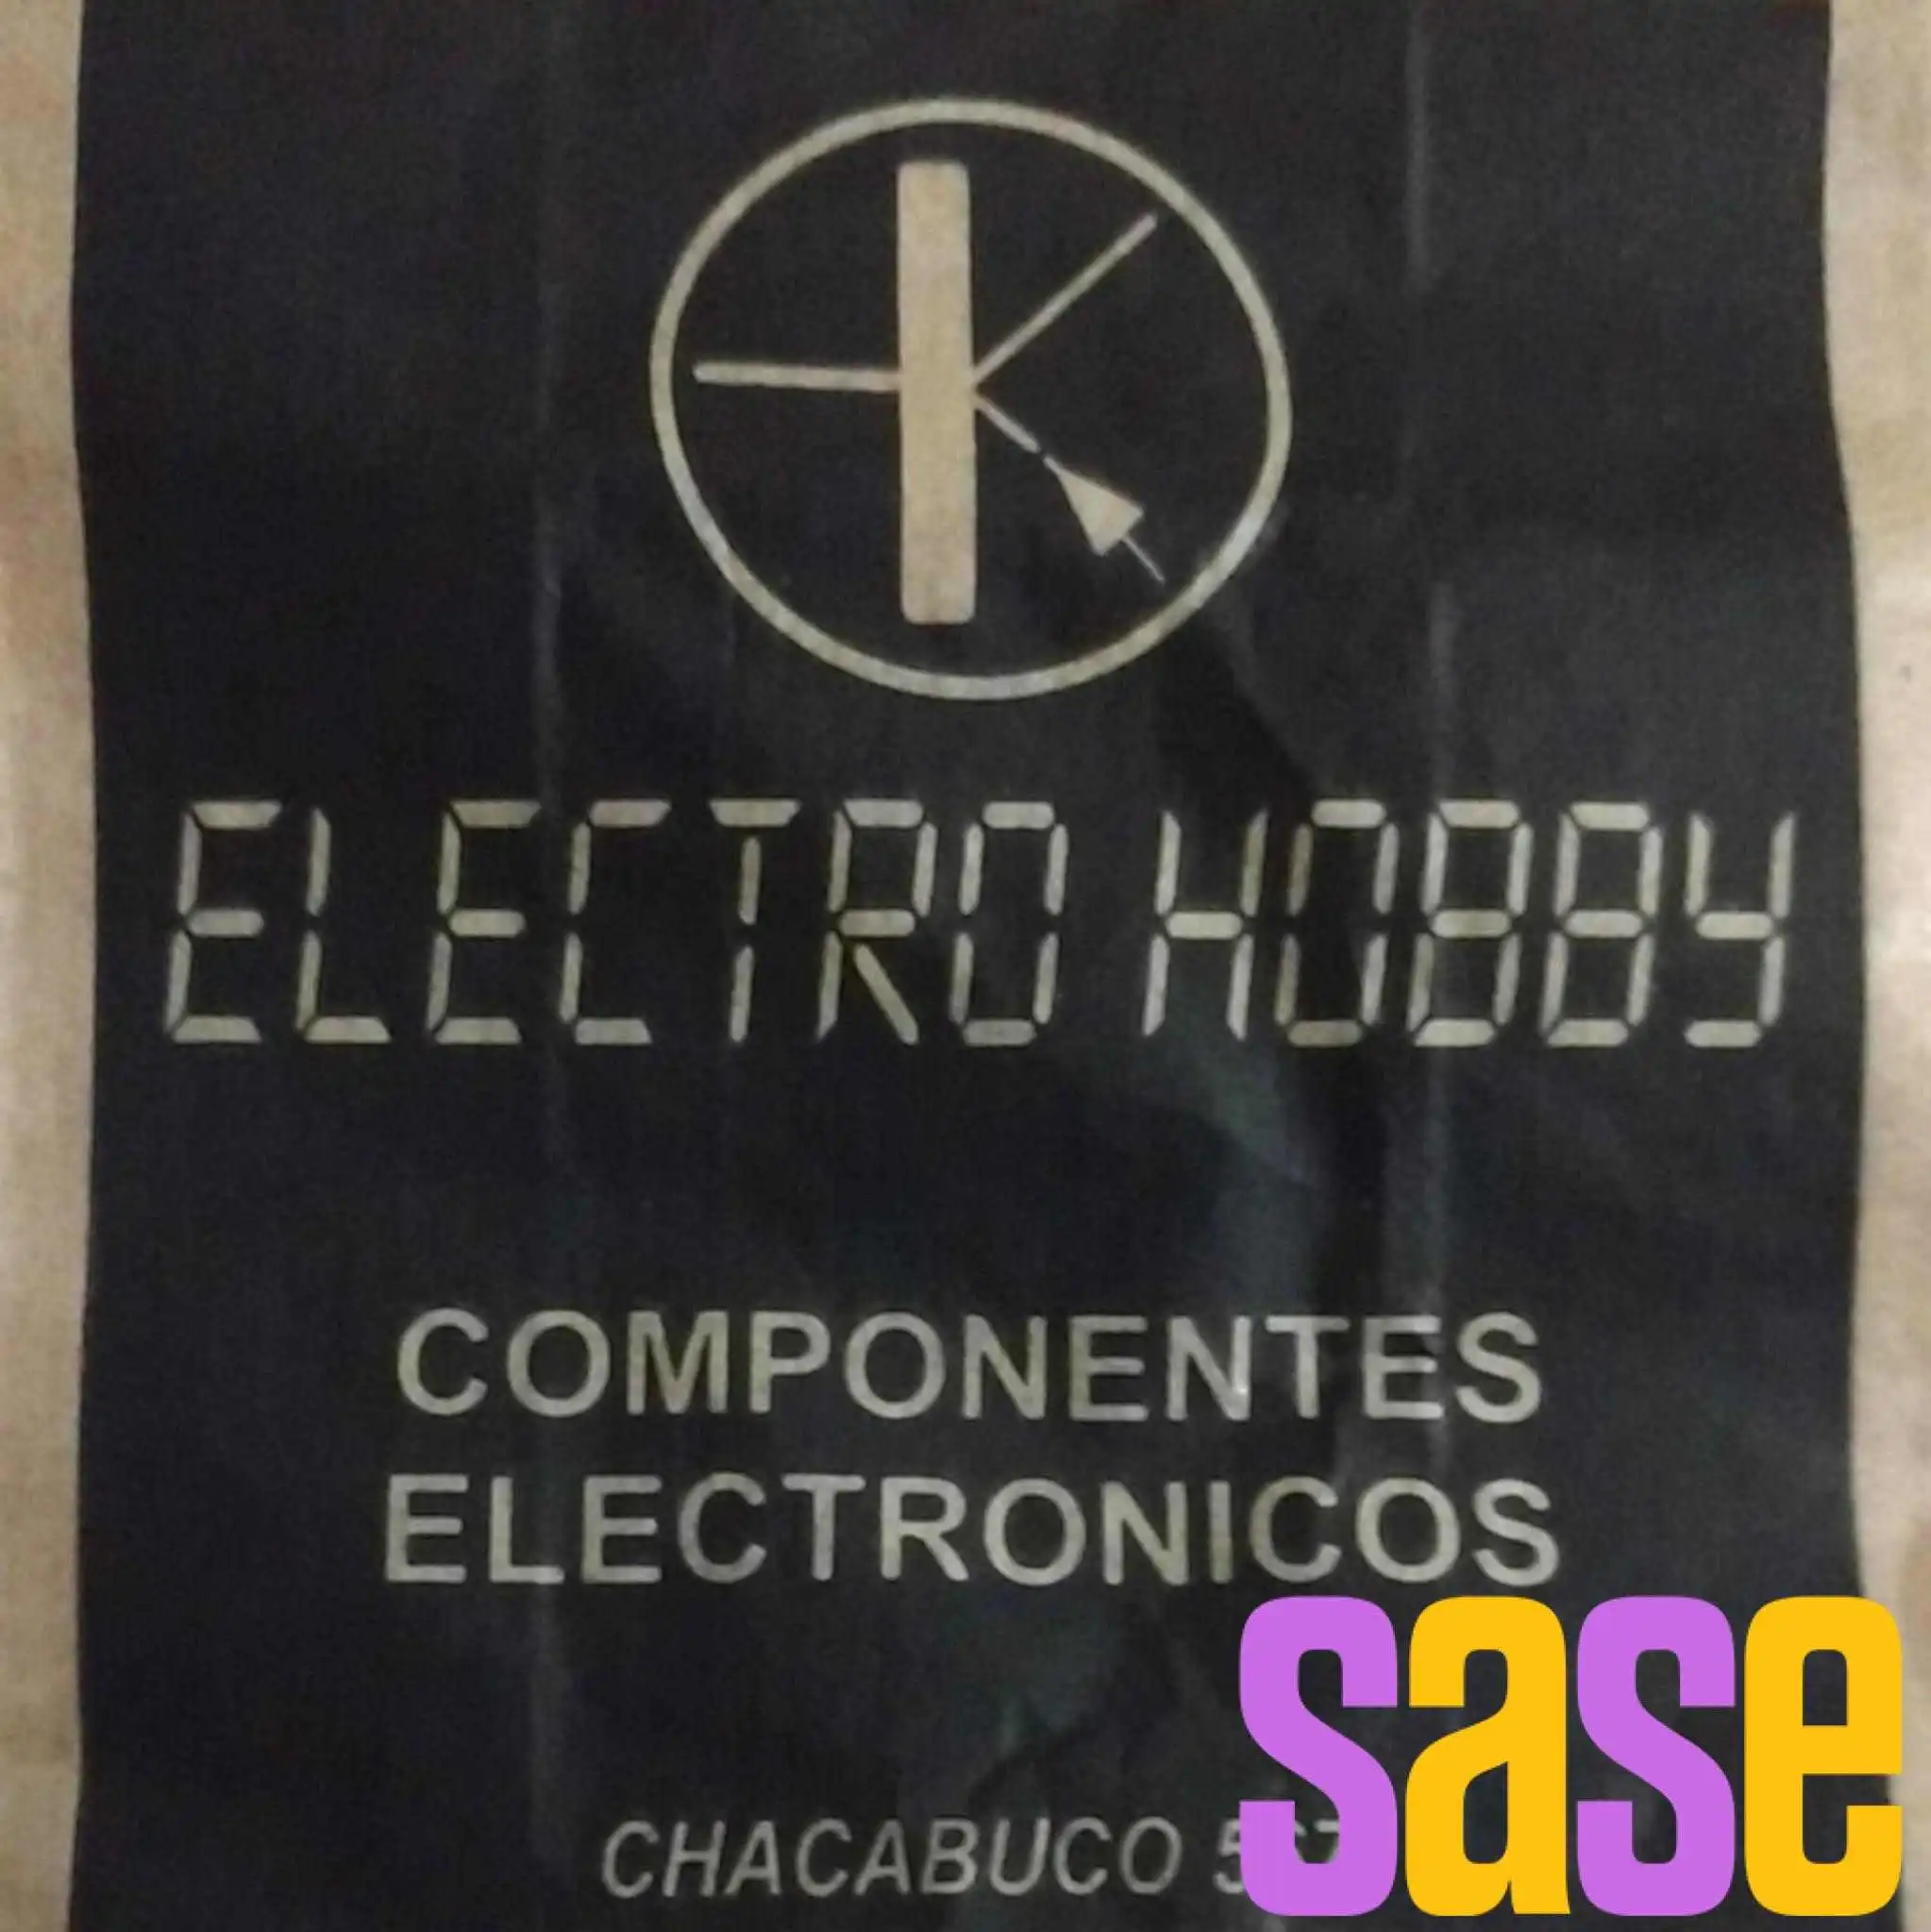 ELECTRO HOBBY
COMPONENTES
ELECTRONICOS
CHACABUCO
sase